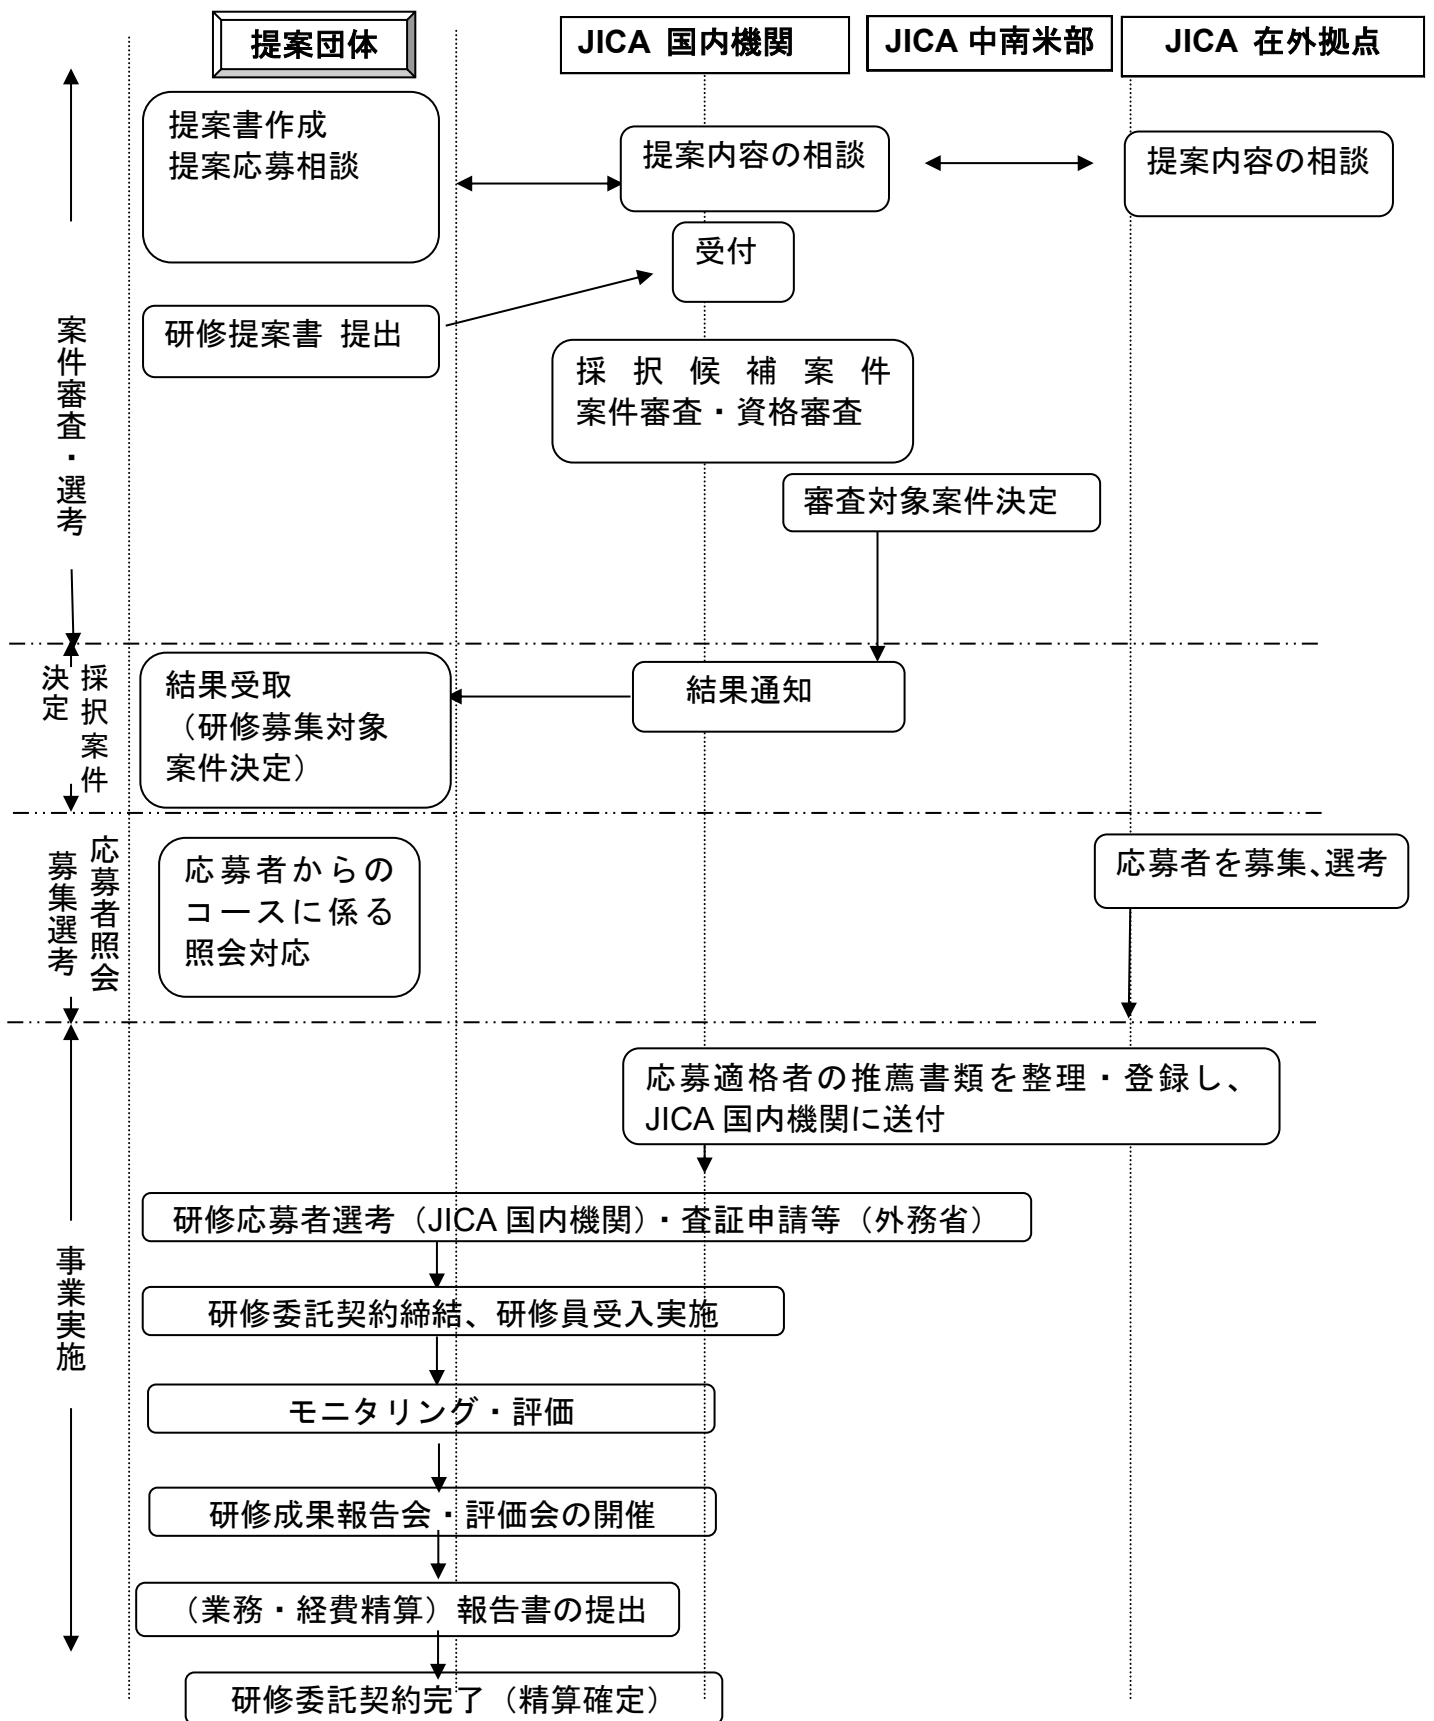 提案団体
JICA 国内機関
JICA 中南米部
JICA 在外拠点
提案書作成
提案応募相談
提案内容の相談
提案内容の相談
受付
研修提案書 提出
採択候補案件
案件審査・資格審査
審査対象案件決定
案件審査・選考
採択案件
決定
結果受取
(研修募集対象
案件決定)
結果通知
応募者照会
募集選考
応募者からの
コースに係る
照会対応
応募者を募集、選考
応募適格者の推薦書類を整理・登録し、
JICA 国内機関に送付
研修応募者選考(JICA 国内機関)・査証申請等(外務省)
事業実施
研修委託契約締結、研修員受入実施
モニタリング・評価
研修成果報告会・評価会の開催
(業務・経費精算)報告書の提出
研修委託契約完了(精算確定)